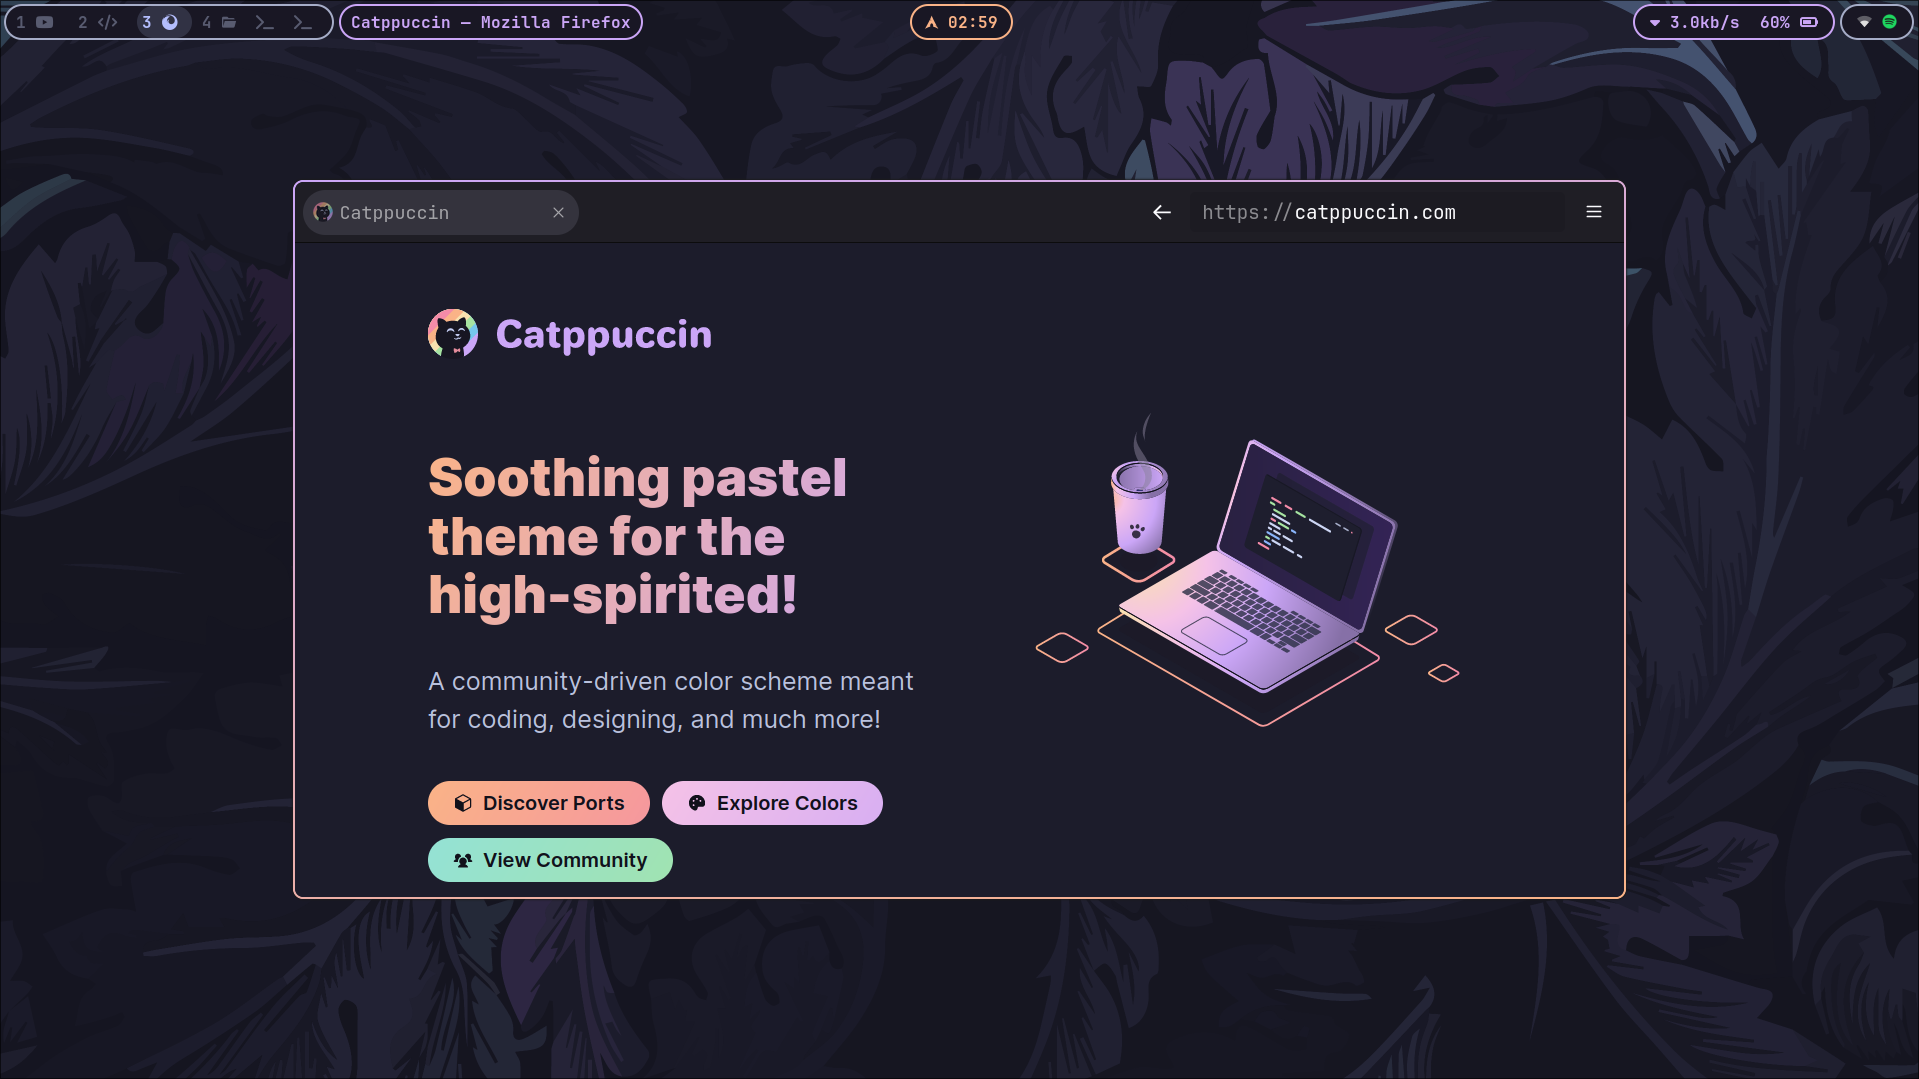 1 2 3 4 Catppuccin — Mozilla Firefox 02:59 3.0kb/s 60%
Catppuccin https://catppuccin.com
Catppuccin
Soothing pastel
theme for the
high-spirited!
A community-driven color scheme meant
for coding, designing, and much more!
Discover Ports Explore Colors
View Community